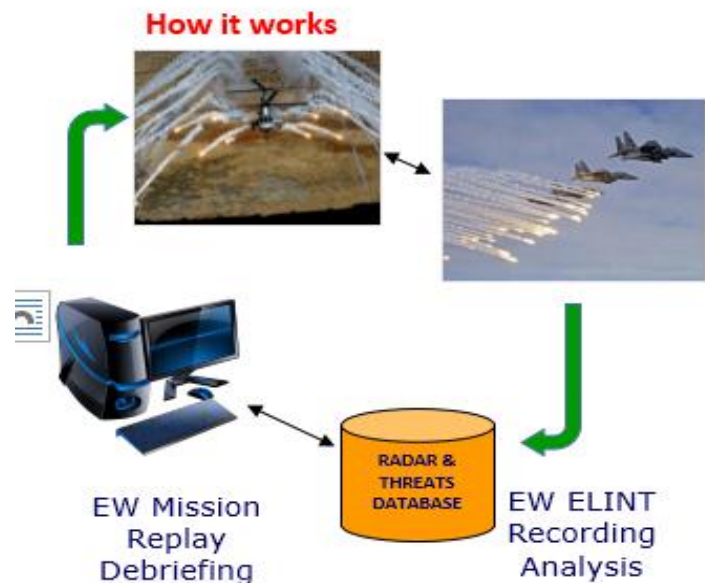 How it works
RADAR &
THREATS
DATABASE
EW Mission
Replay
Debriefing
EW ELINT
Recording
Analysis